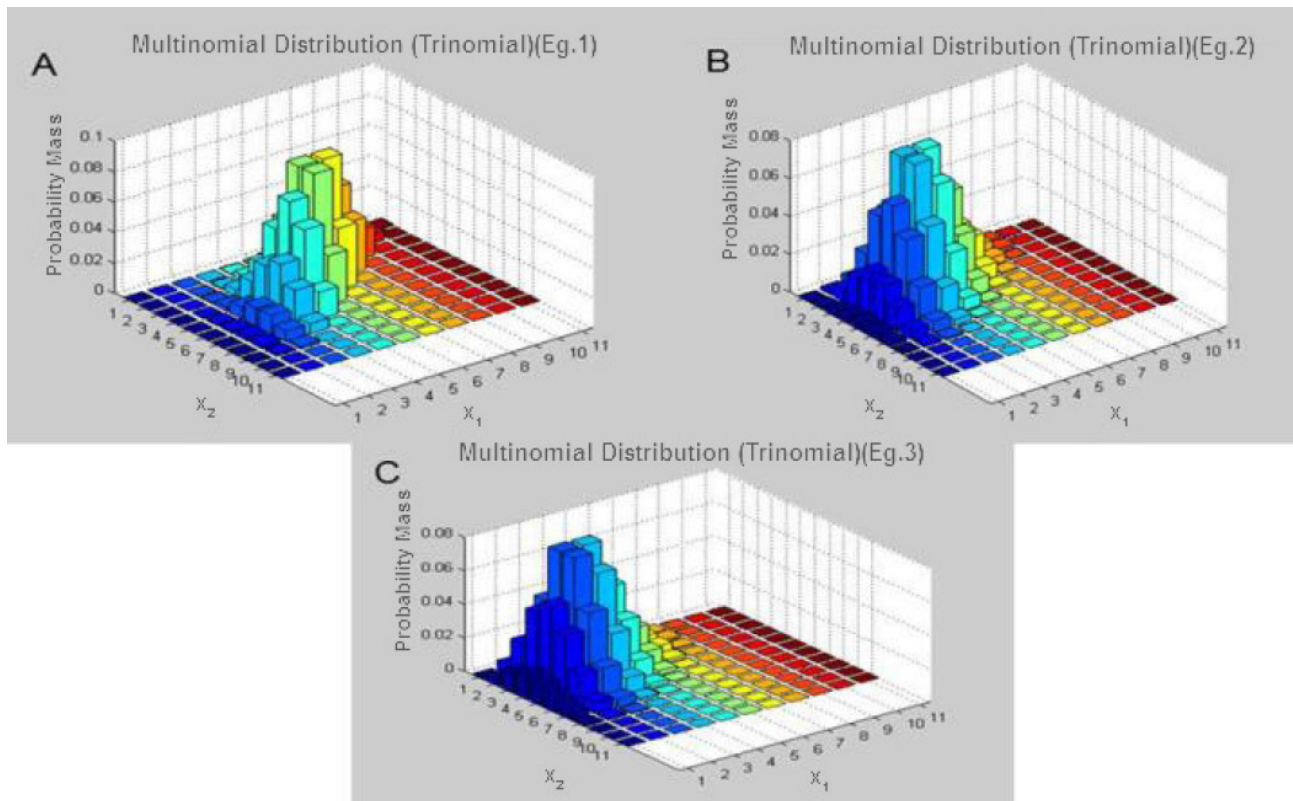 Multinomial Distribution (Trinomial)(Eg.1)
A
Probability Mass
0.1
0.08
0.06
0.04
0.02
0
1 2 3 4 5 6 7 8 9 10 11
X2
1 2 3 4 5 6 7 8 9 10 11
X1
Multinomial Distribution (Trinomial)(Eg.2)
B
Probability Mass
0.08
0.06
0.04
0.02
0
1 2 3 4 5 6 7 8 9 10 11
X2
1 2 3 4 5 6 7 8 9 10 11
X1
Multinomial Distribution (Trinomial)(Eg.3)
C
Probability Mass
0.08
0.06
0.04
0.02
0
1 2 3 4 5 6 7 8 9 10 11
X2
1 2 3 4 5 6 7 8 9 10 11
X1